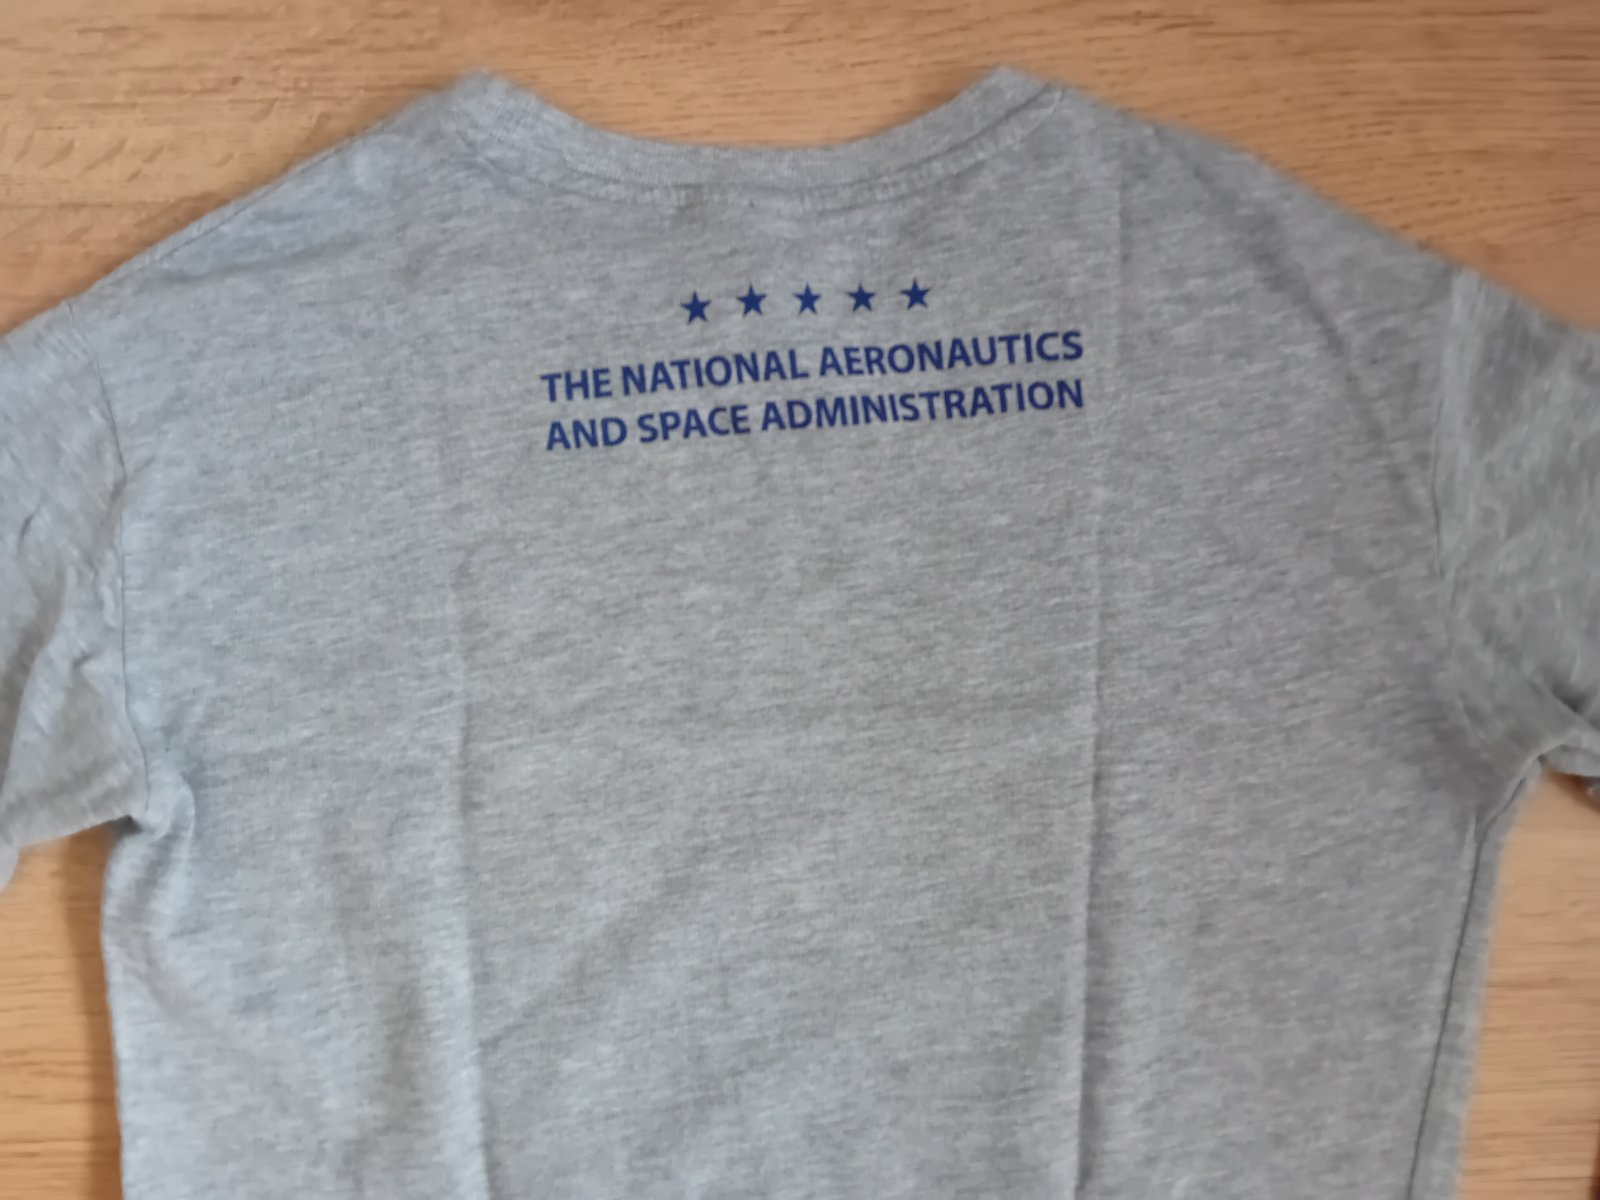 THE NATIONAL AERONAUTICS
AND SPACE ADMINISTRATION